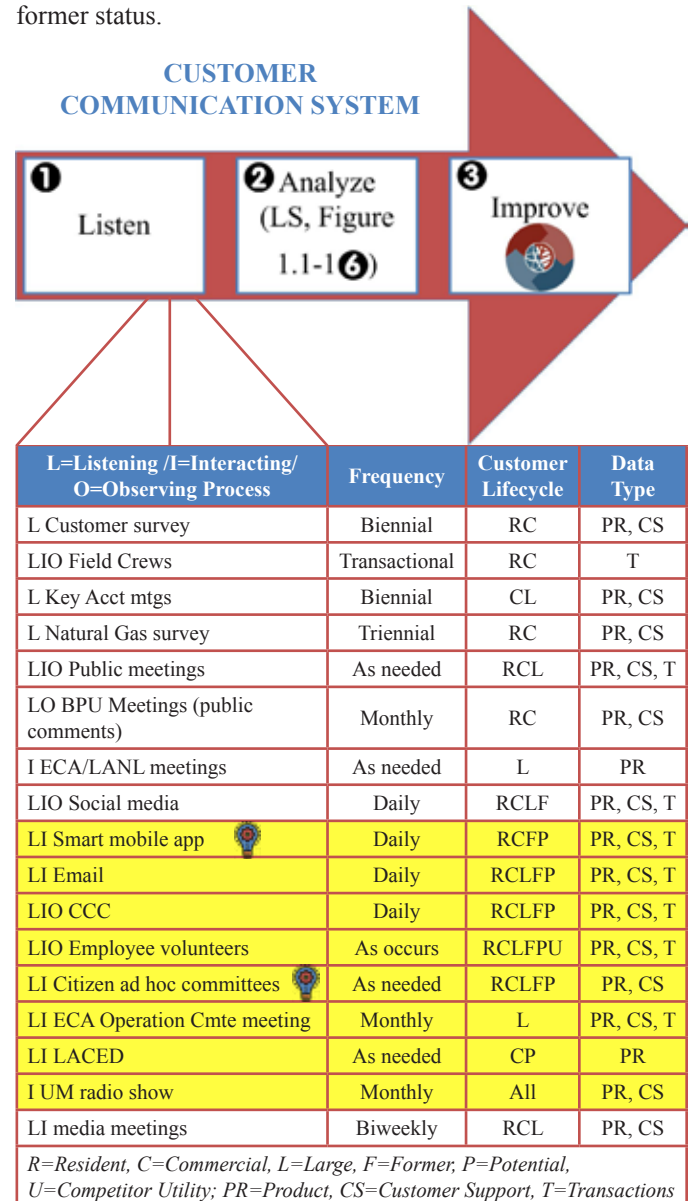 former status.
CUSTOMER
COMMUNICATION SYSTEM
1
Listen
2 Analyze
(LS, Figure
1.1-1 6)
3
Improve
L=Listening /I=Interacting/
O=Observing Process
Frequency
Customer
Lifecycle
Data
Type
L Customer survey Biennial RC PR, CS
LIO Field Crews Transactional RC T
L Key Acct mtgs Biennial CL PR, CS
L Natural Gas survey Triennial RC PR, CS
LIO Public meetings As needed RCL PR, CS, T
LO BPU Meetings (public
comments) Monthly RC PR, CS
I ECA/LANL meetings As needed L PR
LIO Social media Daily RCLF PR, CS, T
LI Smart mobile app Daily RCFP PR, CS, T
LI Email Daily RCLFP PR, CS, T
LIO CCC Daily RCLFP PR, CS, T
LIO Employee volunteers As occurs RCLFPU PR, CS, T
LI Citizen ad hoc committees As needed RCLFP PR, CS
LI ECA Operation Cmte meeting Monthly L PR, CS, T
LI LACED As needed CP PR
I UM radio show Monthly All PR, CS
LI media meetings Biweekly RCL PR, CS
R=Resident, C=Commercial, L=Large, F=Former, P=Potential,
U=Competitor Utility; PR=Product, CS=Customer Support, T=Transactions